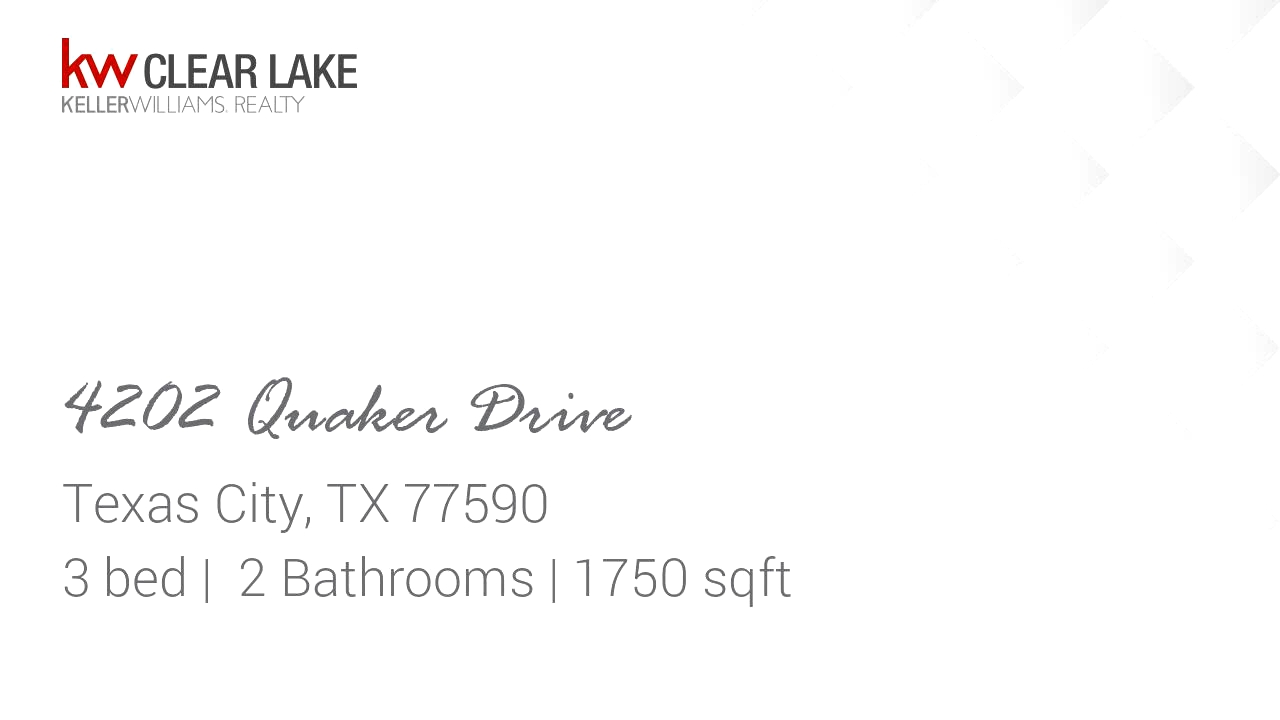 kw CLEAR LAKE
KELLERWILLIAMS. REALTY
4202 Quaker Drive
Texas City, TX 77590
3 bed | 2 Bathrooms | 1750 sqft